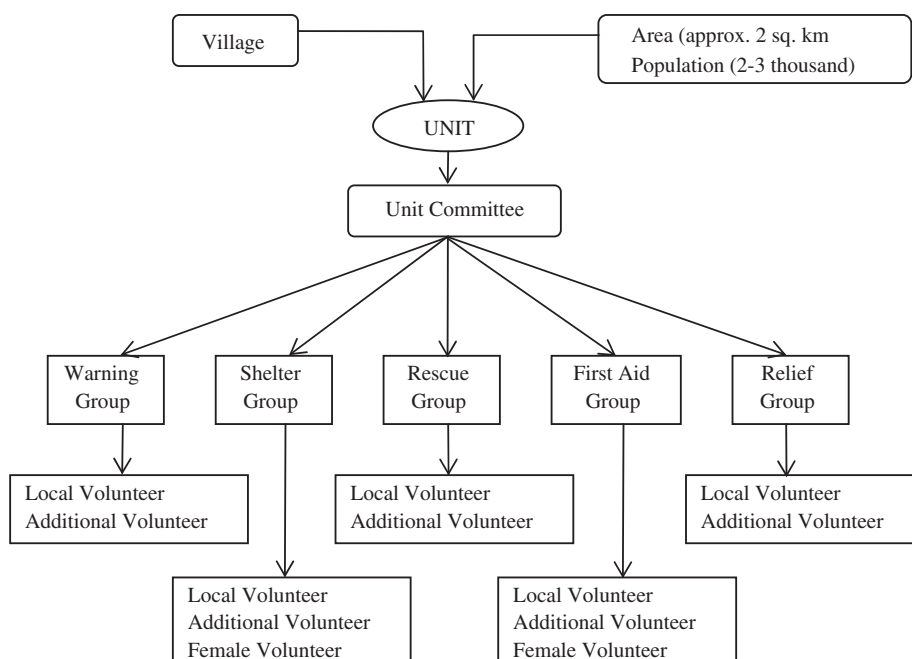 Village
Area (approx. 2 sq. km
Population (2-3 thousand)
UNIT
Unit Committee
Warning
Group
Shelter
Group
Rescue
Group
First Aid
Group
Relief
Group
Local Volunteer
Additional Volunteer
Local Volunteer
Additional Volunteer
Local Volunteer
Additional Volunteer
Local Volunteer
Additional Volunteer
Female Volunteer
Local Volunteer
Additional Volunteer
Female Volunteer